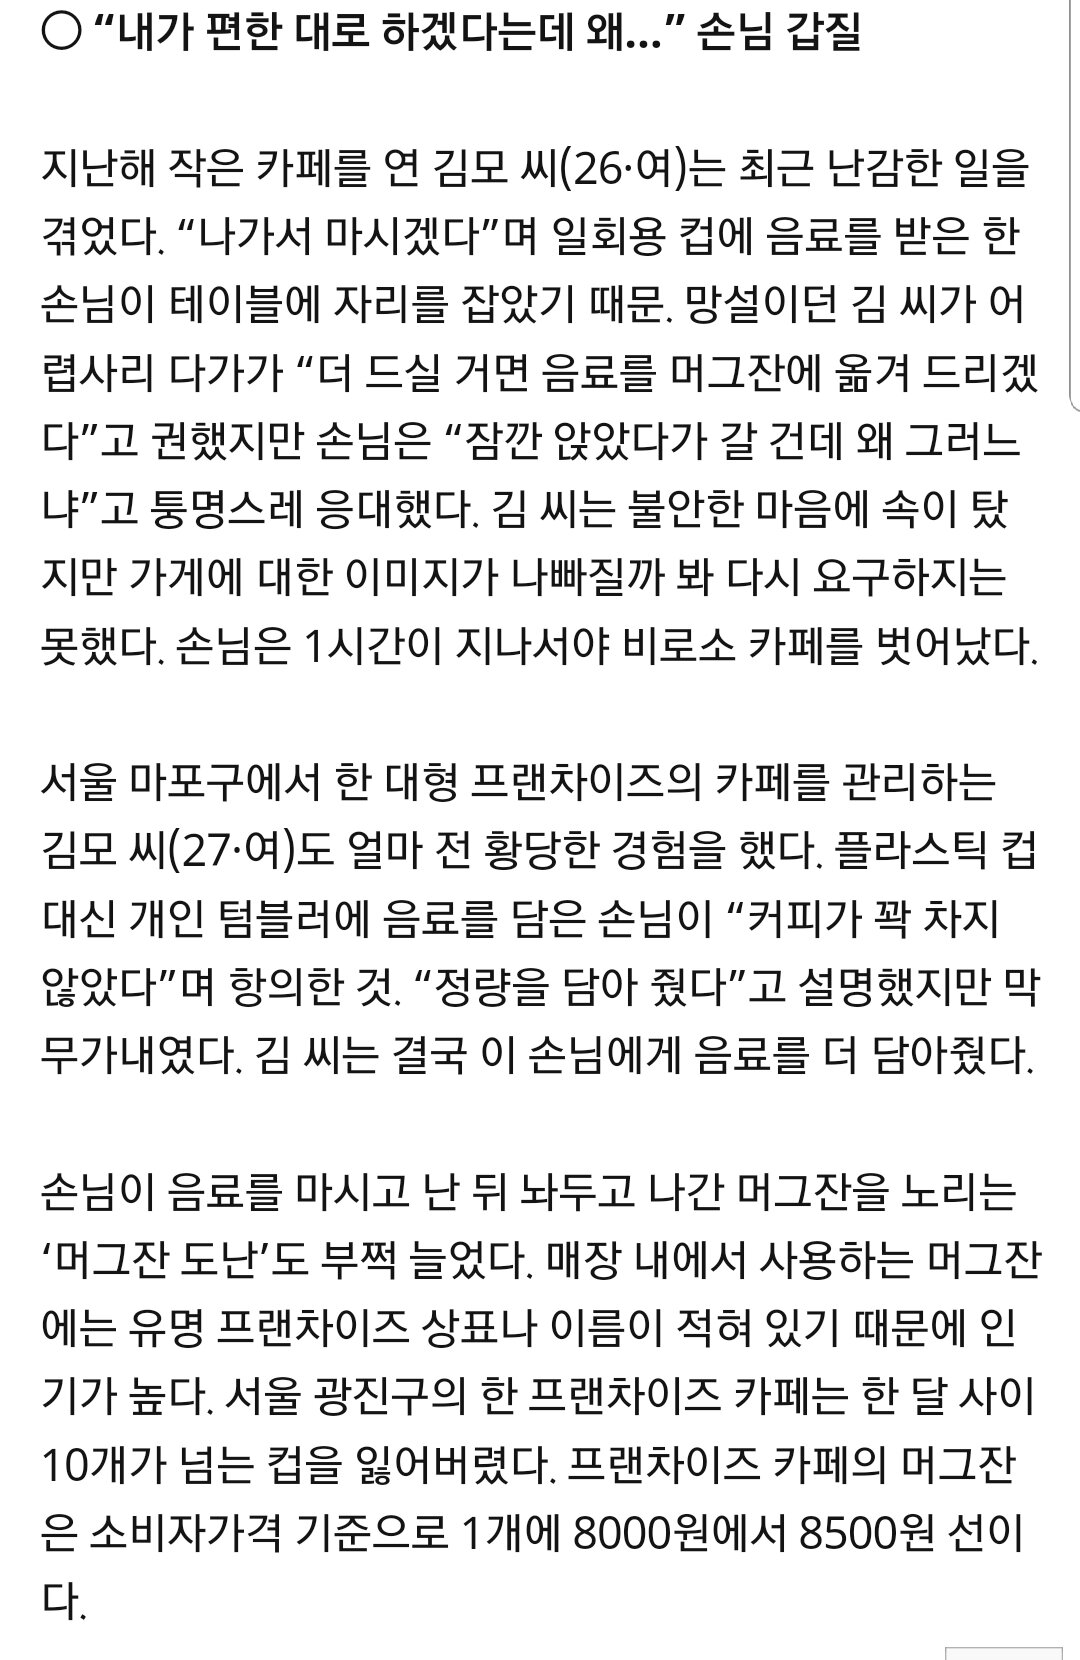 ○ “내가 편한 대로 하겠다는데 왜…” 손님 갑질
지난해 작은 카페를 연 김모 씨(26·여)는 최근 난감한 일을
겪었다. “나가서 마시겠다”며 일회용 컵에 음료를 받은 한
손님이 테이블에 자리를 잡았기 때문. 망설이던 김 씨가 어
렵사리 다가가 “더 드실 거면 음료를 머그잔에 옮겨 드리겠
다”고 권했지만 손님은 “잠깐 앉았다가 갈 건데 왜 그러느
냐”고 퉁명스레 응대했다. 김 씨는 불안한 마음에 속이 탔
지만 가게에 대한 이미지가 나빠질까 봐 다시 요구하지는
못했다. 손님은 1시간이 지나서야 비로소 카페를 벗어났다.
서울 마포구에서 한 대형 프랜차이즈의 카페를 관리하는
김모 씨(27·여)도 얼마 전 황당한 경험을 했다. 플라스틱 컵
대신 개인 텀블러에 음료를 담은 손님이 “커피가 꽉 차지
않았다”며 항의한 것. “정량을 담아 줬다”고 설명했지만 막
무가내였다. 김 씨는 결국 이 손님에게 음료를 더 담아줬다.
손님이 음료를 마시고 난 뒤 놔두고 나간 머그잔을 노리는
‘머그잔 도난’도 부쩍 늘었다. 매장 내에서 사용하는 머그잔
에는 유명 프랜차이즈 상표나 이름이 적혀 있기 때문에 인
기가 높다. 서울 광진구의 한 프랜차이즈 카페는 한 달 사이
10개가 넘는 컵을 잃어버렸다. 프랜차이즈 카페의 머그잔
은 소비자가격 기준으로 1개에 8000원에서 8500원 선이
다.